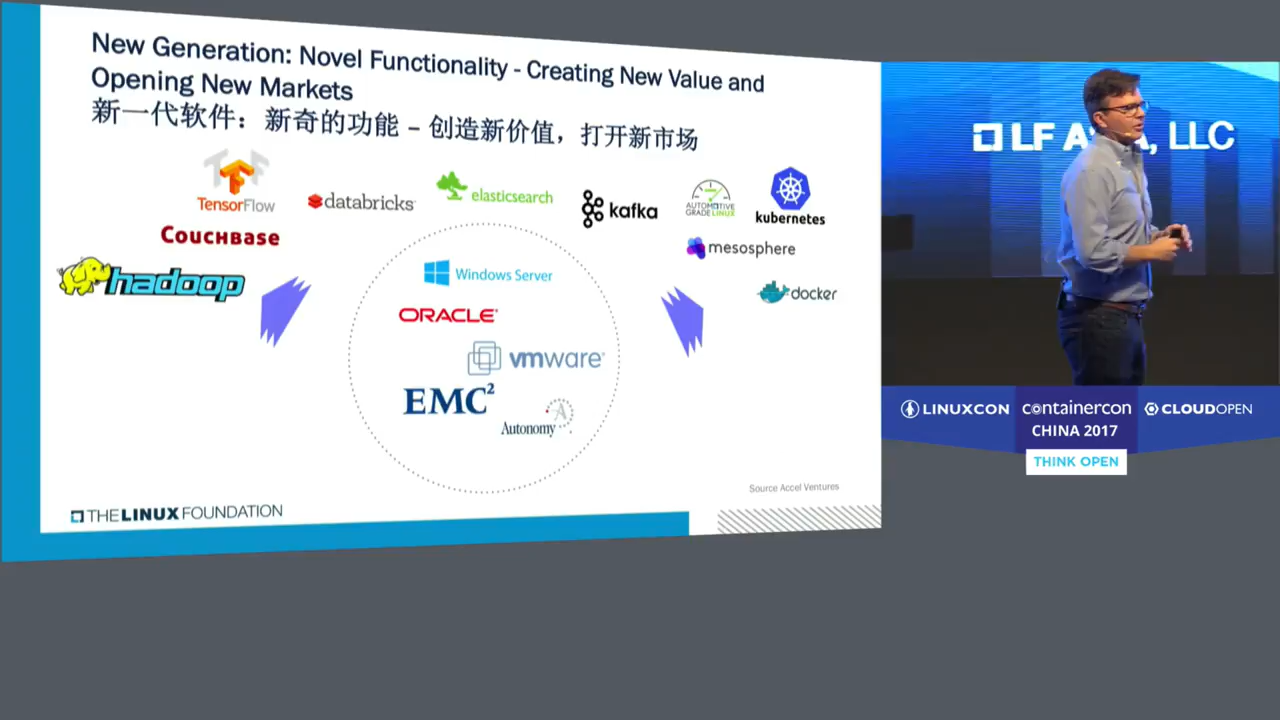 New Generation: Novel Functionality - Creating New Value and
Opening New Markets
新一代软件：新奇的功能 – 创造新价值，打开新市场
TF
TensorFlow
databricks
elasticsearch
kafka
AUTOMOTIVE
GRADE LINUX
kubernetes
COUCHBASE
mesosphere
hadoop
docker
Windows Server
ORACLE
vmware
EMC²
Autonomy
A
Source Accel Ventures
THE LINUX FOUNDATION
LF , LLC
LINUXCON
containercon
CLOUDOPEN
CHINA 2017
THINK OPEN